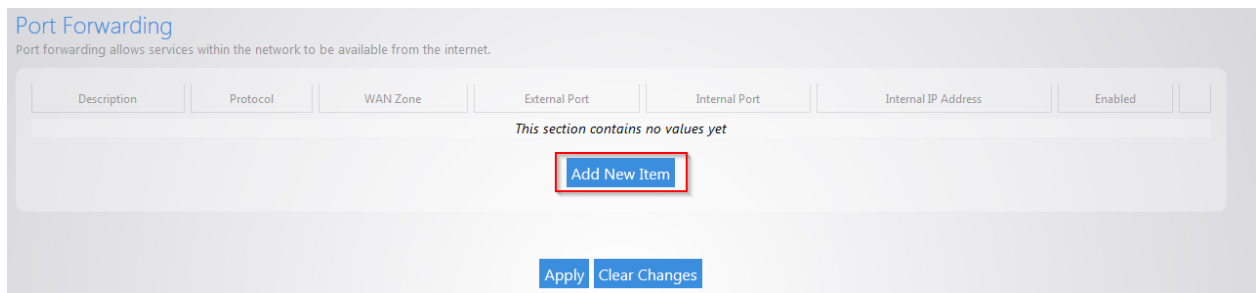 Port Forwarding
Port forwarding allows services within the network to be available from the internet.
Description Protocol WAN Zone External Port Internal Port Internal IP Address Enabled
This section contains no values yet
Add New Item
Apply Clear Changes